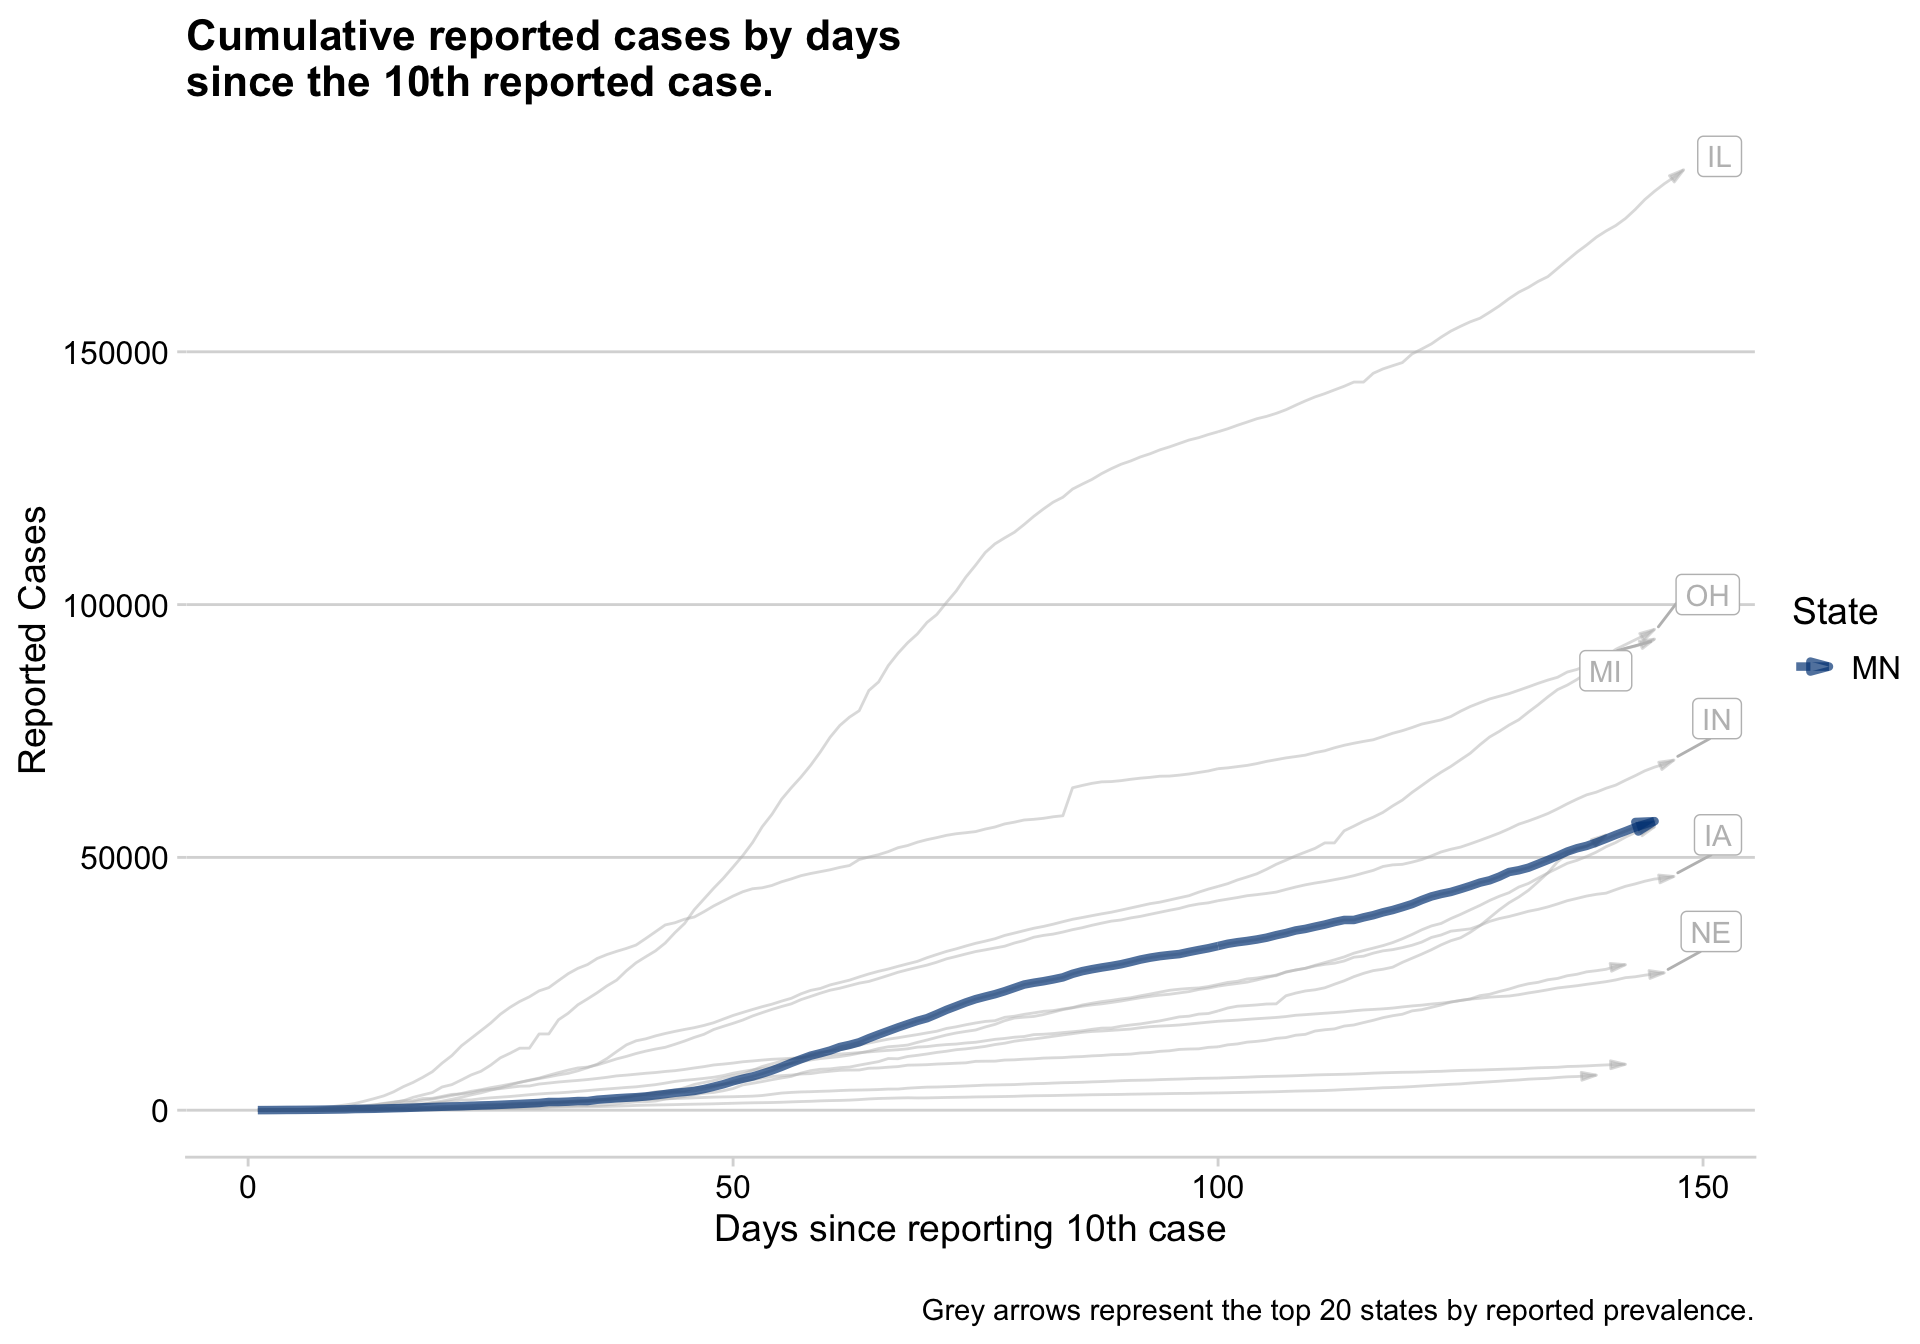 Cumulative reported cases by days
since the 10th reported case.
IL
150000
OH
100000
MI
IN
State
MN
IA
50000
NE
0
Reported Cases
0 50 100 150
Days since reporting 10th case
Grey arrows represent the top 20 states by reported prevalence.